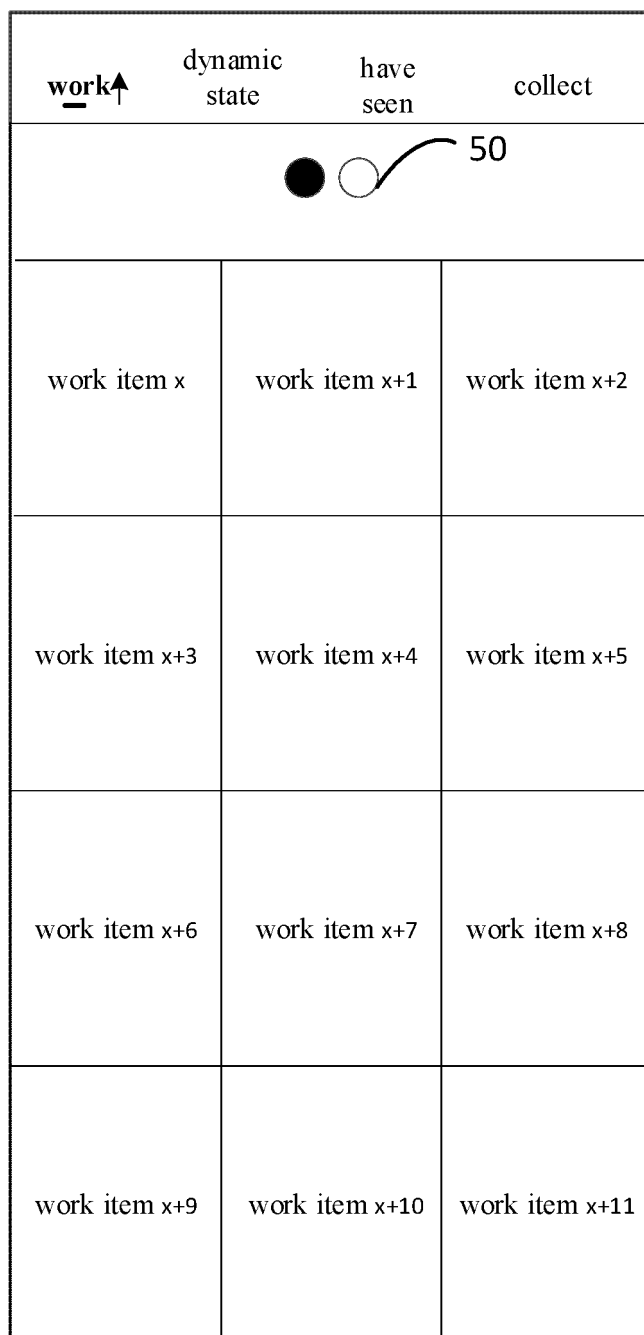 work
dynamic
state
have
seen
collect
50
work item x
work item x+1
work item x+2
work item x+3
work item x+4
work item x+5
work item x+6
work item x+7
work item x+8
work item x+9
work item x+10
work item x+11